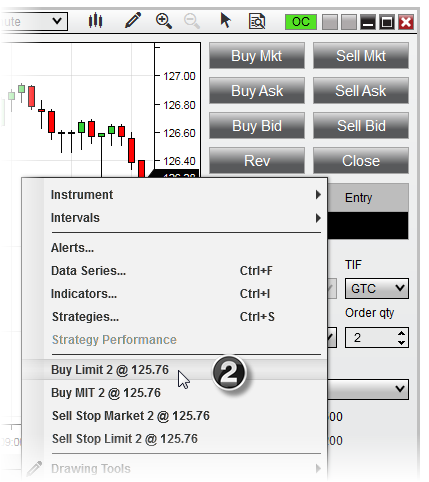 ute
OC
127.00
126.80
126.60
126.40
126.20
Buy Mkt Sell Mkt
Buy Ask Sell Ask
Buy Bid Sell Bid
Rev Close
Entry
TIF
GTC
Order qty
2
00
00
9:00
Instrument
Intervals
Alerts...
Data Series... Ctrl+F
Indicators... Ctrl+I
Strategies... Ctrl+S
Strategy Performance
Buy Limit 2 @ 125.76
2
Buy MIT 2 @ 125.76
Sell Stop Market 2 @ 125.76
Sell Stop Limit 2 @ 125.76
Drawing Tools